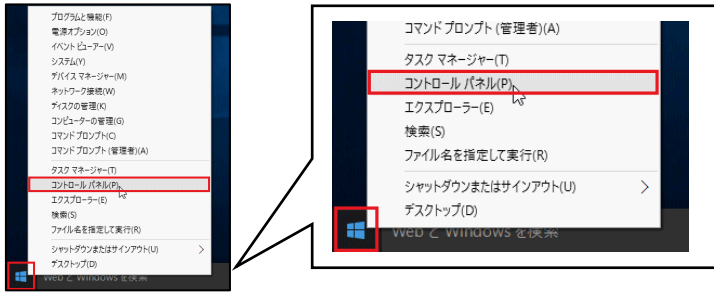 プログラムと機能(F)
電源オプション(O)
イベント ビューアー(V)
システム(Y)
デバイス マネージャー(M)
ネットワーク接続(W)
ディスクの管理(K)
コンピューターの管理(G)
コマンド プロンプト(C)
コマンド プロンプト (管理者)(A)
タスク マネージャー(T)
コントロール パネル(P)
エクスプローラー(E)
検索(S)
ファイル名を指定して実行(R)
シャットダウンまたはサインアウト(U)
デスクトップ(D)
Web と Windows を検索
コマンド プロンプト (管理者)(A)
タスク マネージャー(T)
コントロール パネル(P)
エクスプローラー(E)
検索(S)
ファイル名を指定して実行(R)
シャットダウンまたはサインアウト(U)
デスクトップ(D)
Web と Windows を検索